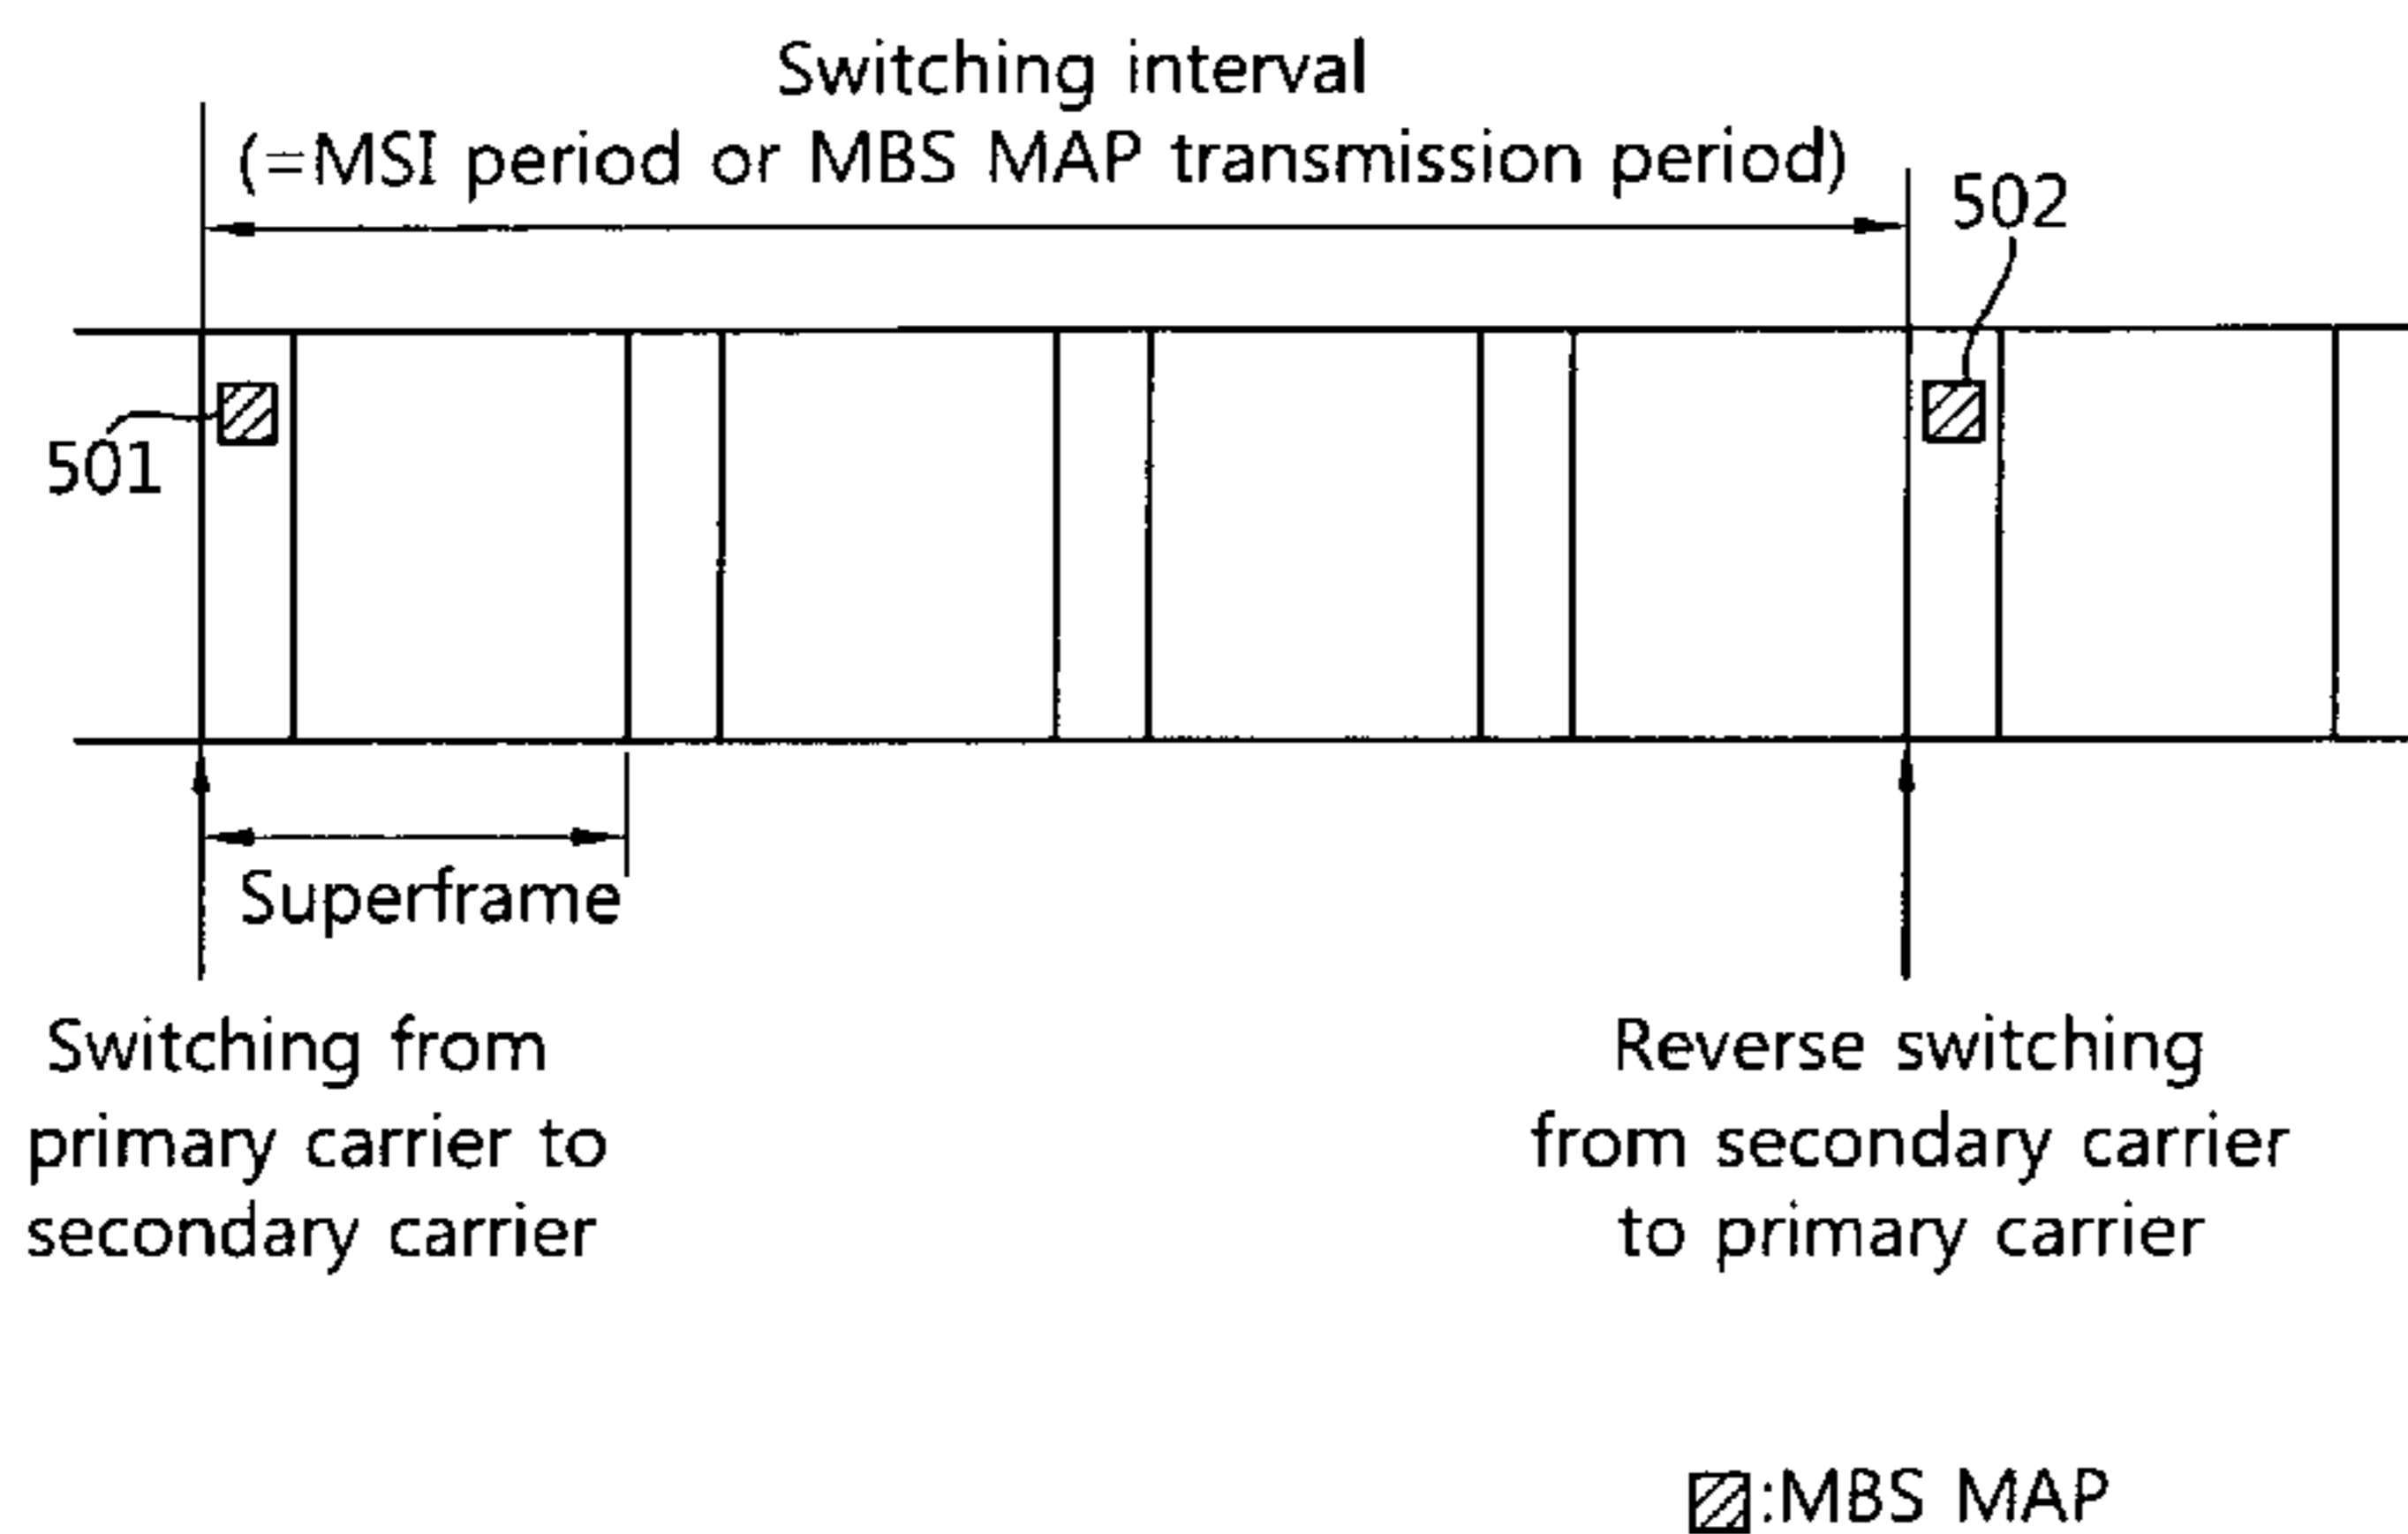 Switching interval
(=MSI period or MBS MAP transmission period)
502
501
Superframe
Switching from
primary carrier to
secondary carrier
Reverse switching
from secondary carrier
to primary carrier
:MBS MAP